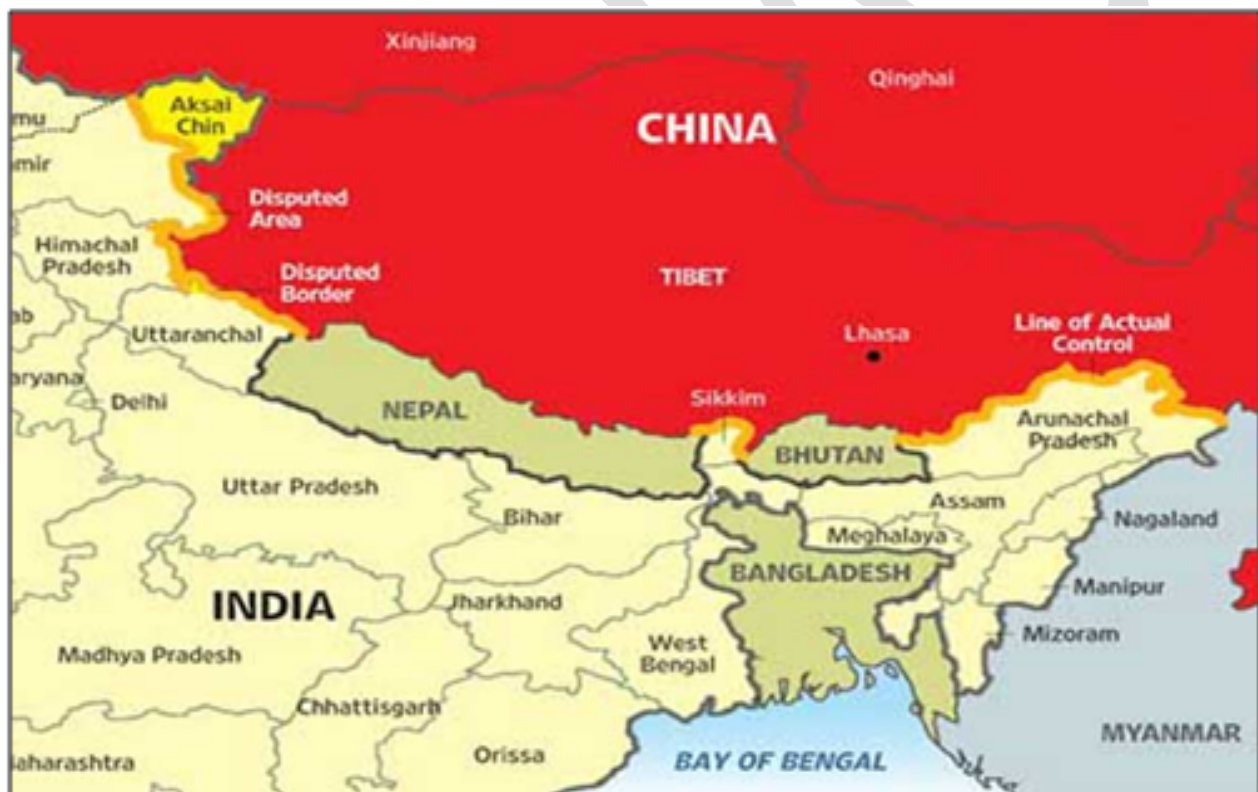 Xinjiang
Qinghai
Aksai
Chin
mu
CHINA
mir
Disputed
Area
Himachal
Pradesh
Disputed
Border
TIBET
ab
Uttaranchal
Lhasa
Line of Actual
Control
aryana
Delhi
Sikkim
NEPAL
Arunachal
Pradesh
BHUTAN
Uttar Pradesh
Assam
Bihar
Nagaland
Meghalaya
BANGLADESH
Manipur
INDIA
Jharkhand
Mizoram
West
Bengal
Madhya Pradesh
Chhattisgarh
MYANMAR
Orissa
BAY OF BENGAL
aharashtra